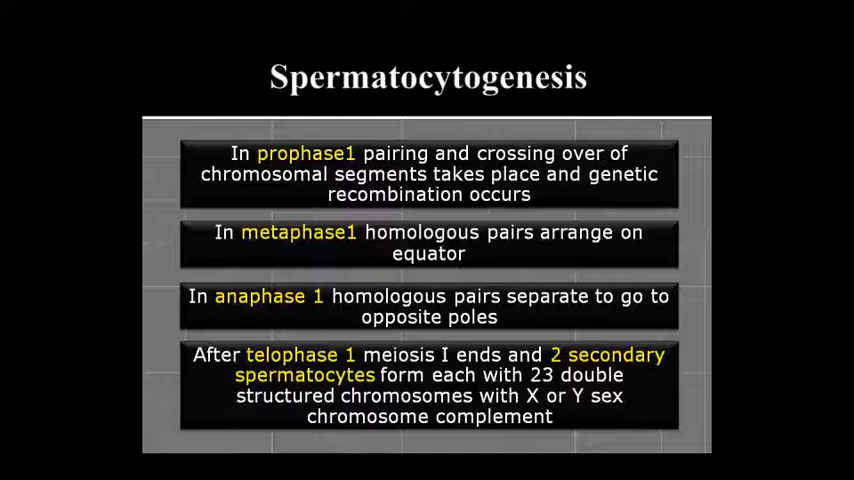 Spermatocytogenesis
In prophase1 pairing and crossing over of
chromosomal segments takes place and genetic
recombination occurs
In metaphase1 homologous pairs arrange on
equator
In anaphase 1 homologous pairs separate to go to
opposite poles
After telophase 1 meiosis I ends and 2 secondary
spermatocytes form each with 23 double
structured chromosomes with X or Y sex
chromosome complement